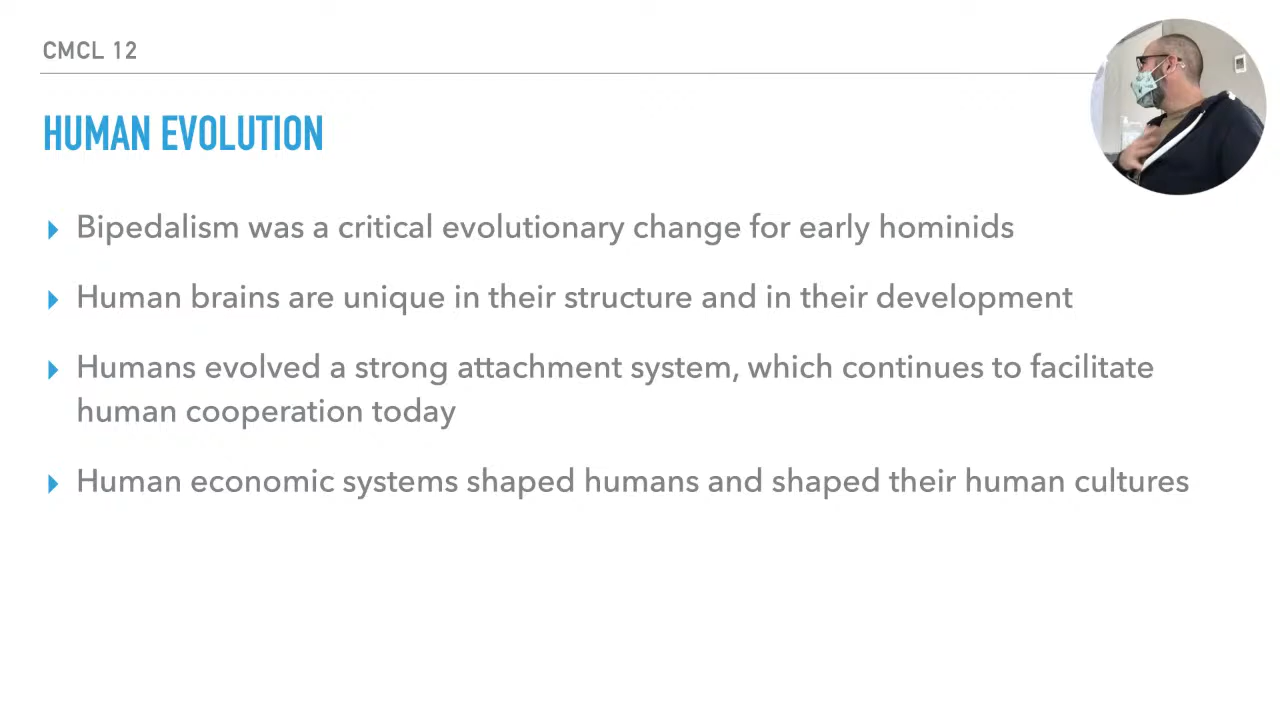 CMCL 12
HUMAN EVOLUTION
Bipedalism was a critical evolutionary change for early hominids
Human brains are unique in their structure and in their development
Humans evolved a strong attachment system, which continues to facilitate
human cooperation today
Human economic systems shaped humans and shaped their human cultures